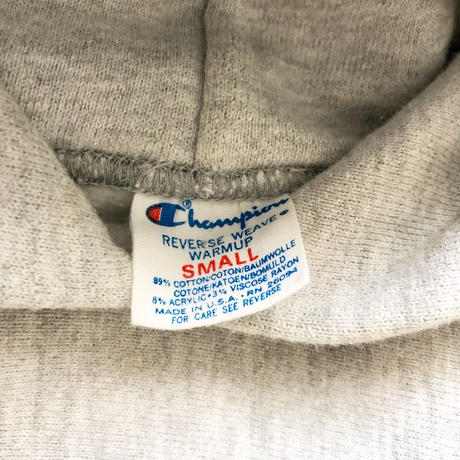 Champion
REVERSE WEAVE ®
WARMUP
SMALL
89% COTTON/COTON/BAUMWOLLE
COTONE/KATOEN/BOMULD
8% ACRYLIC • 3% VISCOSE RAYON
MADE IN U.S.A. RN 26094
FOR CARE SEE REVERSE